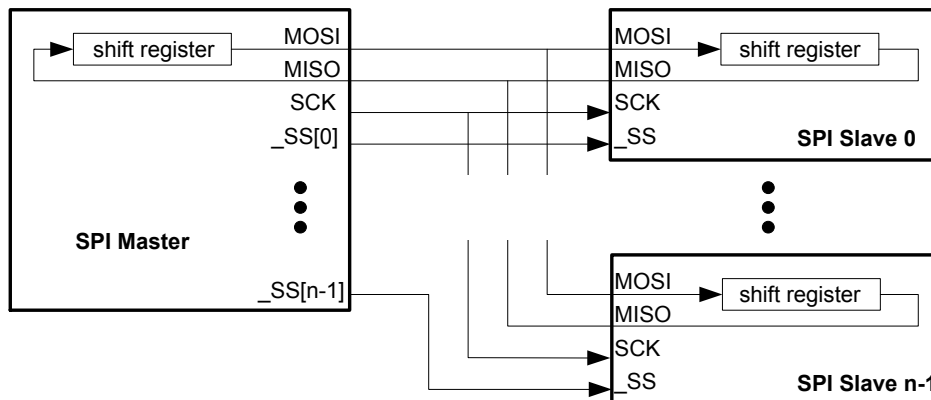 MOSI
shift register
MISO
SCK
_SS[0]
SPI Master
_SS[n-1]
MOSI
shift register
MISO
SCK
_SS
SPI Slave 0
MOSI
shift register
MISO
SCK
_SS
SPI Slave n-1